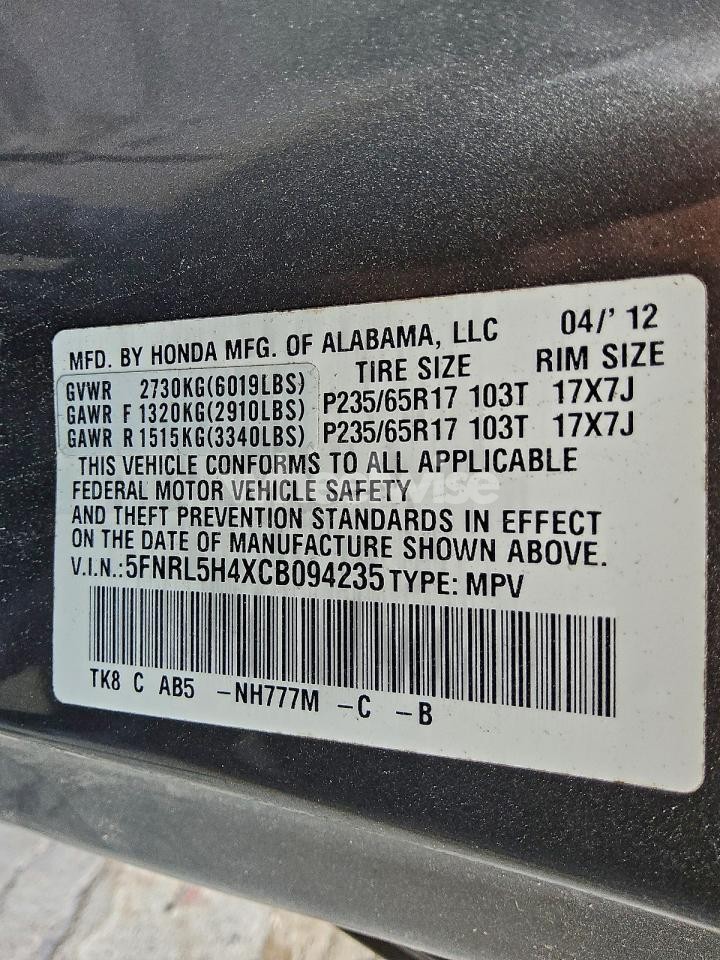 MFD. BY HONDA MFG. OF ALABAMA, LLC 04/'12
TIRE SIZE RIM SIZE
GVWR 2730KG(6019LBS)
GAWR F 1320KG(2910LBS) P235/65R17 103T 17X7J
GAWR R 1515KG(3340LBS) P235/65R17 103T 17X7J
THIS VEHICLE CONFORMS TO ALL APPLICABLE
FEDERAL MOTOR VEHICLE SAFETY
AND THEFT PREVENTION STANDARDS IN EFFECT
ON THE DATE OF MANUFACTURE SHOWN ABOVE.
V.I.N.:5FNRL5H4XCB094235 TYPE: MPV
TK8 C AB5 -NH777M -C -B